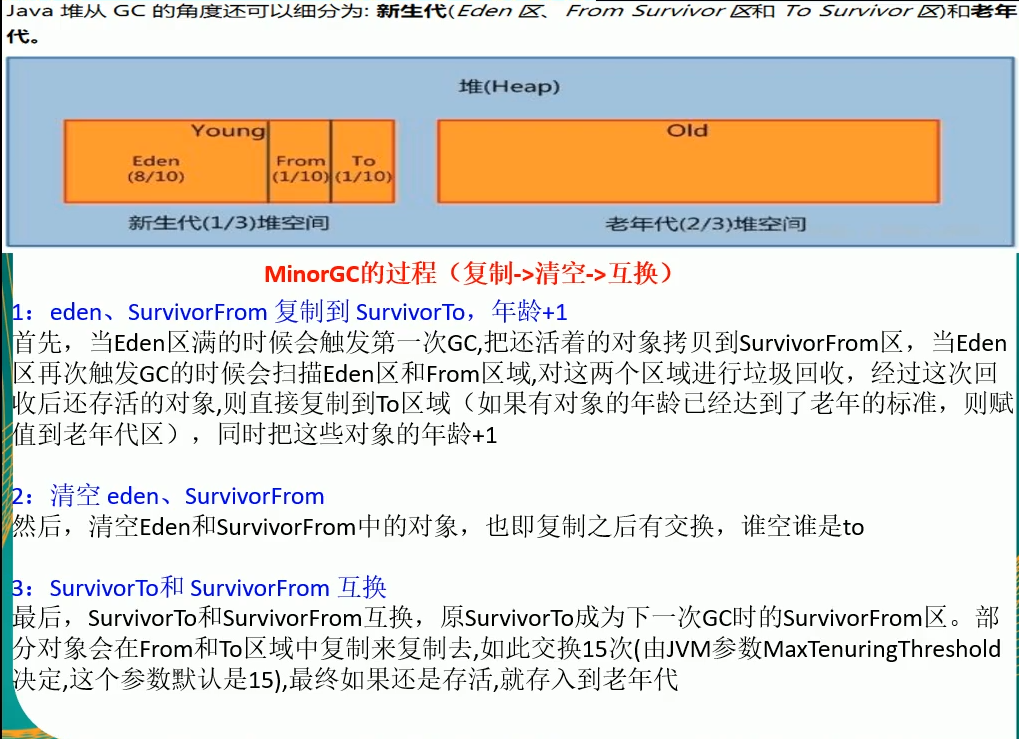 Java 堆从 GC 的角度还可以细分为: 新生代(Eden 区、From Survivor 区和 To Survivor 区)和老年
代。
堆(Heap)
Young
Eden
(8/10)
From
(1/10)
To
(1/10)
Old
新生代(1/3)堆空间
老年代(2/3)堆空间
MinorGC的过程（复制->清空->互换）
1：eden、SurvivorFrom 复制到 SurvivorTo，年龄+1
首先，当Eden区满的时候会触发第一次GC,把还活着的对象拷贝到SurvivorFrom区，当Eden
区再次触发GC的时候会扫描Eden区和From区域,对这两个区域进行垃圾回收，经过这次回
收后还存活的对象,则直接复制到To区域（如果有对象的年龄已经达到了老年的标准，则赋
值到老年代区），同时把这些对象的年龄+1
2：清空 eden、SurvivorFrom
然后，清空Eden和SurvivorFrom中的对象，也即复制之后有交换，谁空谁是to
3：SurvivorTo和 SurvivorFrom 互换
最后，SurvivorTo和SurvivorFrom互换，原SurvivorTo成为下一次GC时的SurvivorFrom区。部
分对象会在From和To区域中复制来复制去,如此交换15次(由JVM参数MaxTenuringThreshold
决定,这个参数默认是15),最终如果还是存活,就存入到老年代